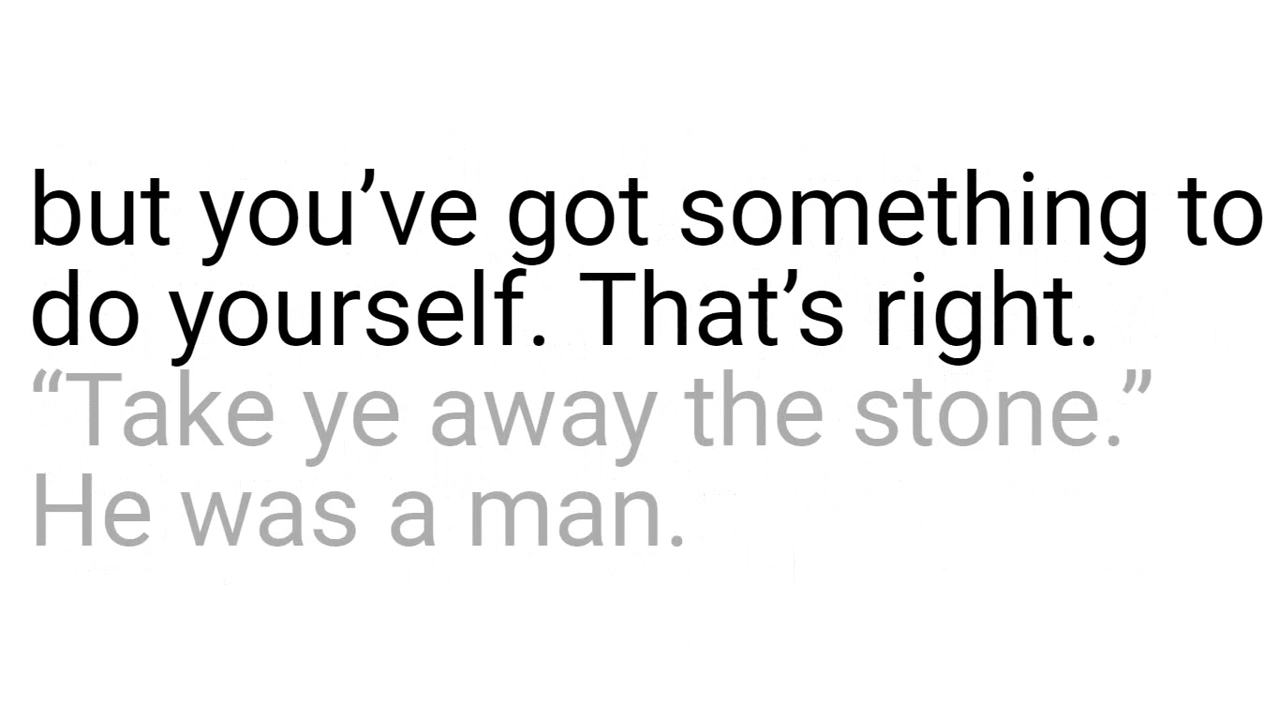 but you’ve got something to
do yourself. That’s right.
“Take ye away the stone.”
He was a man.